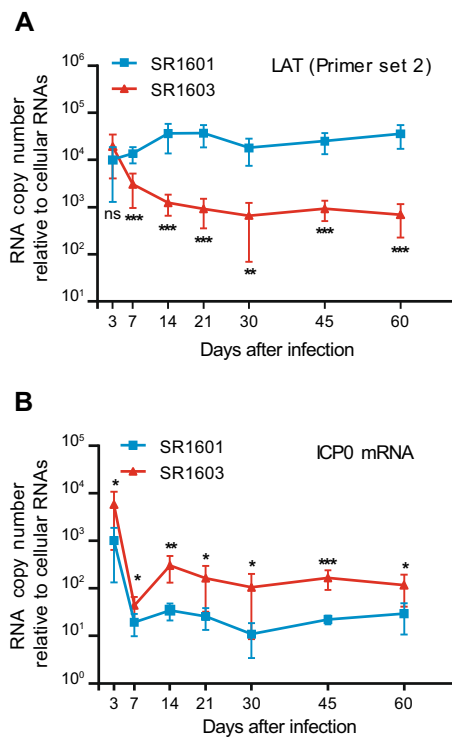 A
SR1601
SR1603
LAT (Primer set 2)
RNA copy number
relative to cellular RNAs
10⁶
10⁵
10⁴
10³
10²
10¹
ns
***
***
***
**
***
***
3 7 14 21 30 45 60
Days after infection
B
SR1601
SR1603
ICP0 mRNA
RNA copy number
relative to cellular RNAs
10⁵
10⁴
10³
10²
10¹
10⁰
*
*
**
*
*
***
*
3 7 14 21 30 45 60
Days after infection